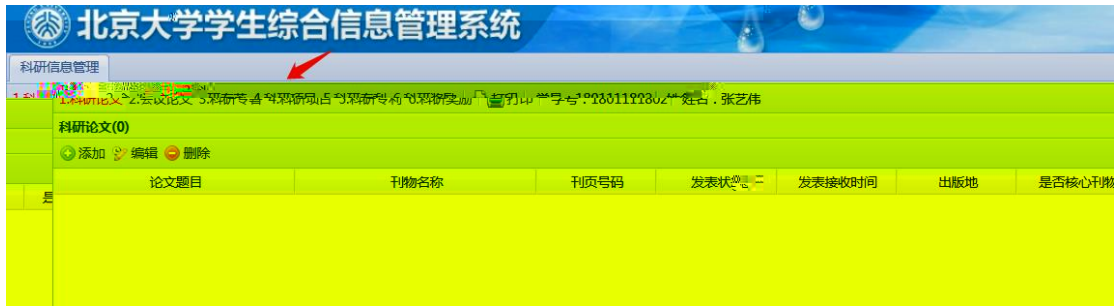 北京大学学生综合信息管理系统
科研信息管理
1.科研论文 2.会议论文 3.科研专著 4.科研项目 5.科研专利 6.科研奖励 打印 学号: 姓名:张艺伟
科研论文(0)
添加 编辑 删除
论文题目 刊物名称 刊页号码 发表状 发表接收时间 出版地 是否核心刊物
是